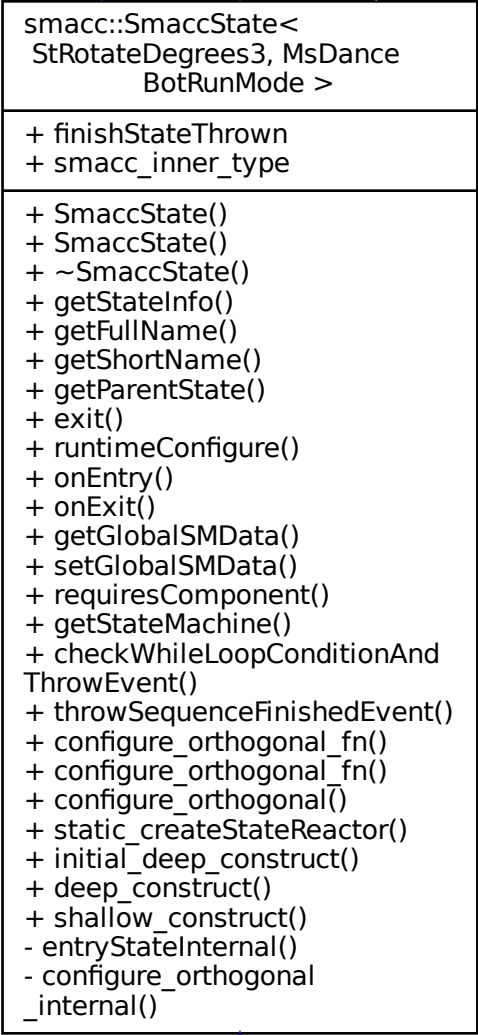 smacc::SmaccState<
StRotateDegrees3, MsDance
BotRunMode >
+ finishStateThrown
+ smacc_inner_type
+ SmaccState()
+ SmaccState()
+ ~SmaccState()
+ getStateInfo()
+ getFullName()
+ getShortName()
+ getParentState()
+ exit()
+ runtimeConfigure()
+ onEntry()
+ onExit()
+ getGlobalSMData()
+ setGlobalSMData()
+ requiresComponent()
+ getStateMachine()
+ checkWhileLoopConditionAnd
ThrowEvent()
+ throwSequenceFinishedEvent()
+ configure_orthogonal_fn()
+ configure_orthogonal_fn()
+ configure_orthogonal()
+ static_createStateReactor()
+ initial_deep_construct()
+ deep_construct()
+ shallow_construct()
- entryStateInternal()
- configure_orthogonal
_internal()